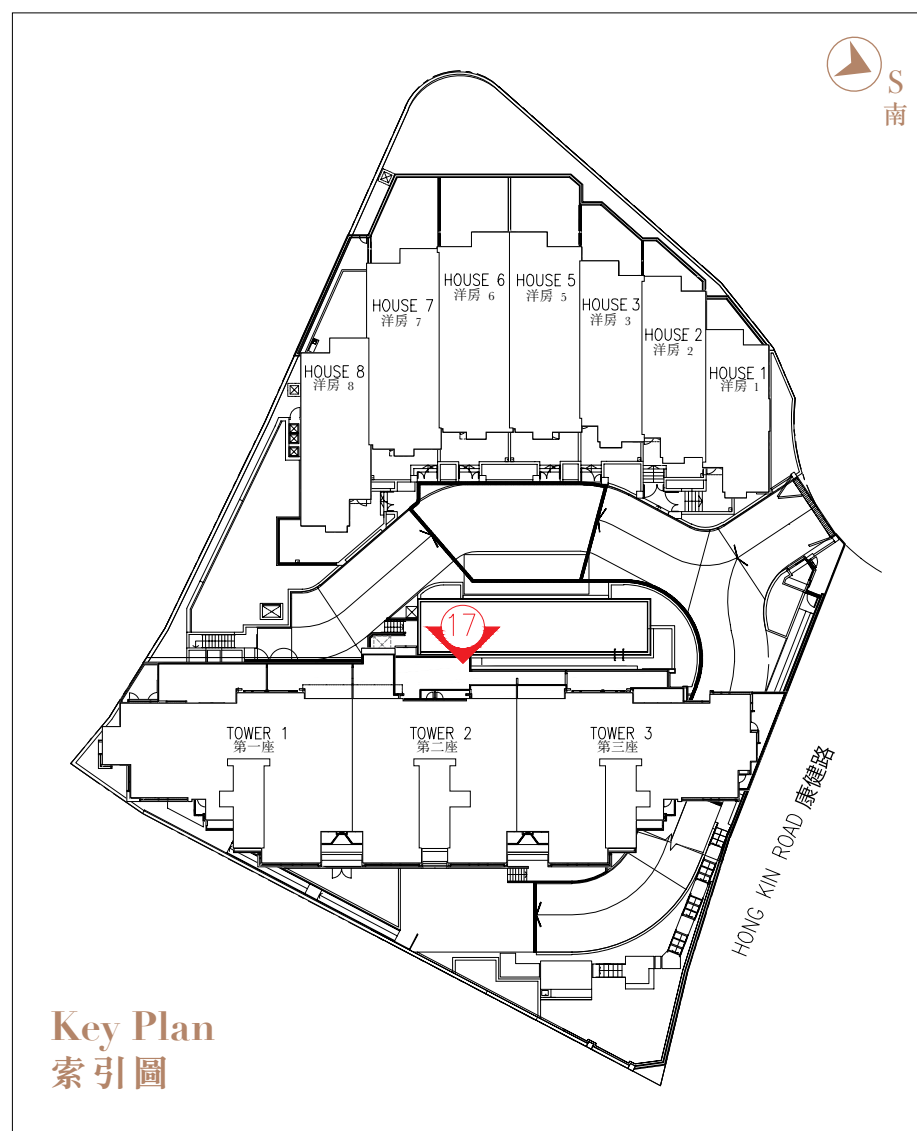 S
南
HOUSE 6
洋房 6
HOUSE 5
洋房 5
HOUSE 7
洋房 7
HOUSE 3
洋房 3
HOUSE 2
洋房 2
HOUSE 8
洋房 8
HOUSE 1
洋房 1
17
TOWER 1
第一座
TOWER 2
第二座
TOWER 3
第三座
HONG KIN ROAD 康健路
Key Plan
索引圖